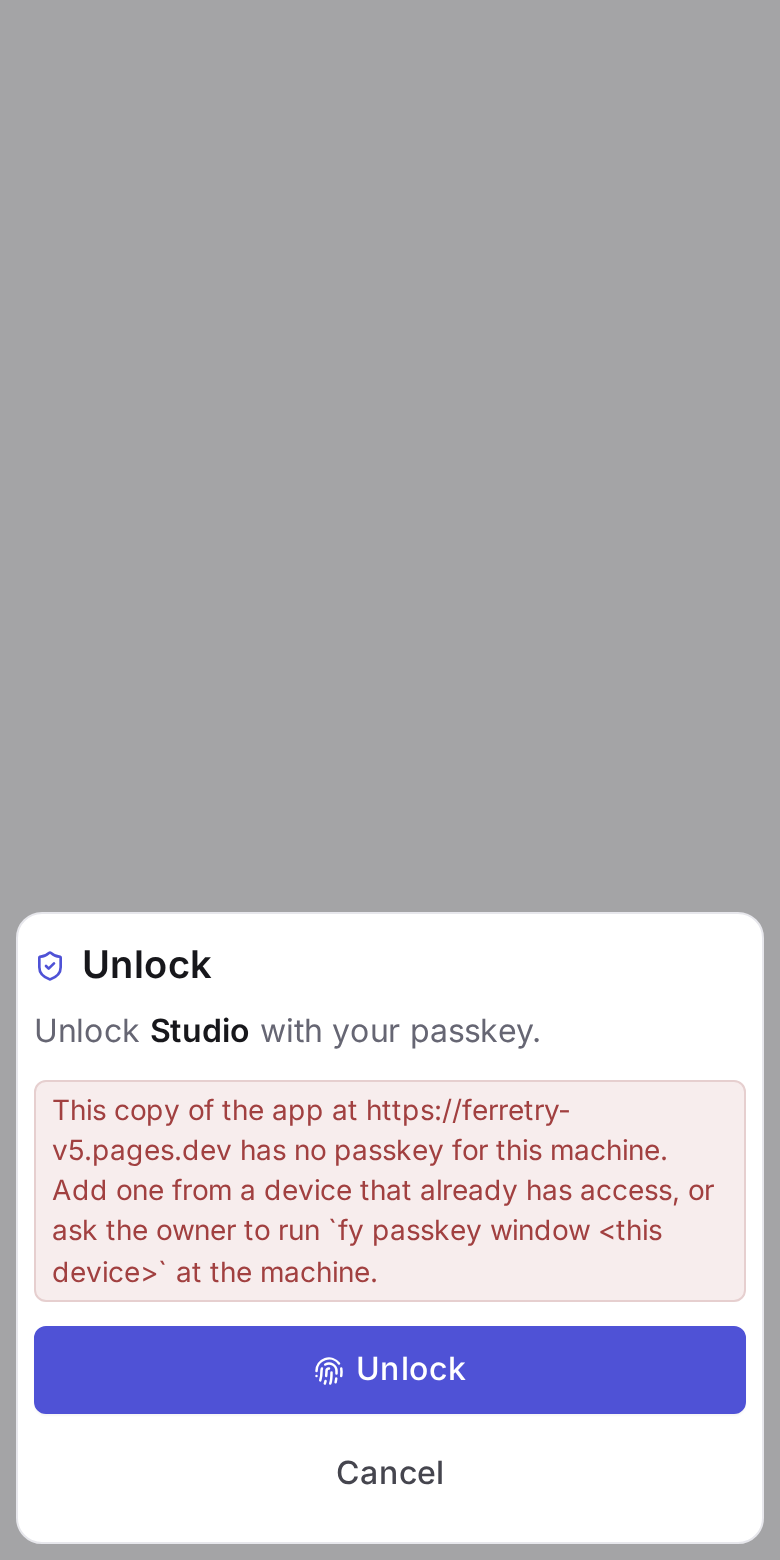 Unlock
Unlock Studio with your passkey.
This copy of the app at https://ferretry-
v5.pages.dev has no passkey for this machine.
Add one from a device that already has access, or
ask the owner to run `fy passkey window <this
device>` at the machine.
Unlock
Cancel